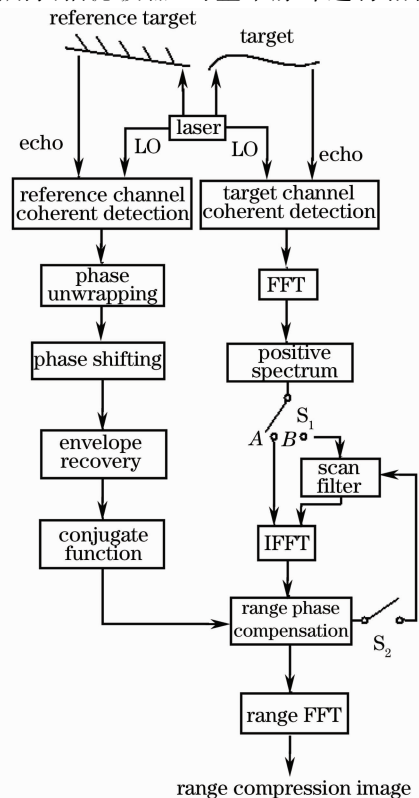 reference target
target
laser
LO
LO
echo
echo
reference channel
coherent detection
target channel
coherent detection
phase
unwrapping
FFT
phase shifting
positive
spectrum
S1
A
B
envelope
recovery
scan
filter
conjugate
function
IFFT
range phase
compensation
S2
range FFT
range compression image